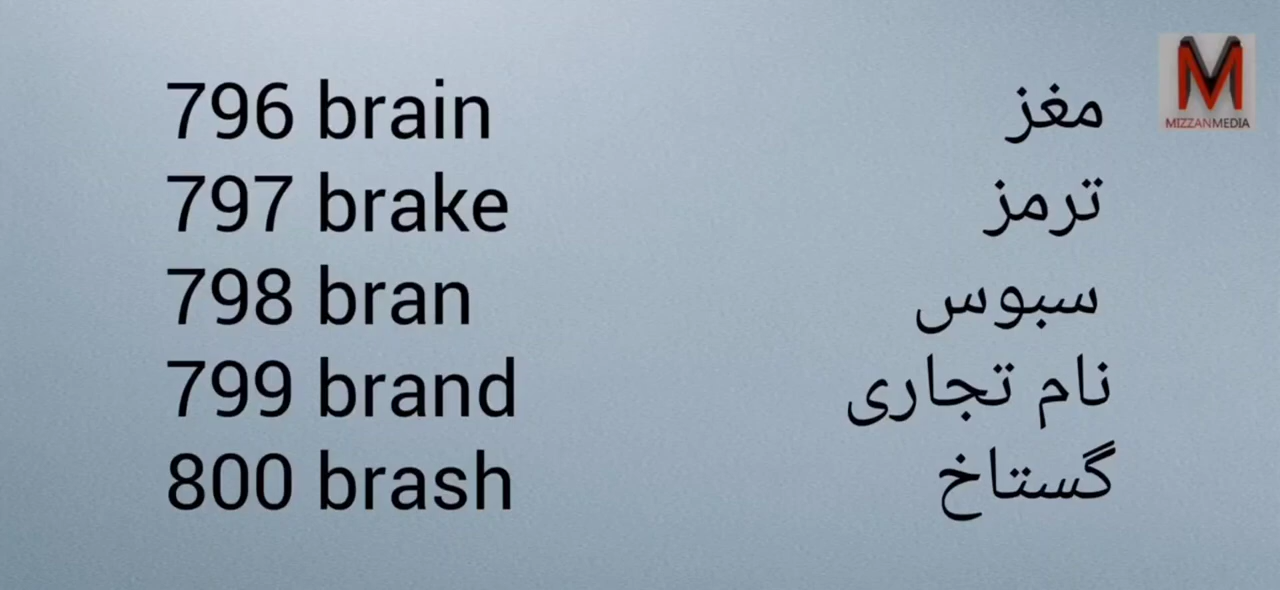 796 brain مغز
797 brake ترمز
798 bran سبوس
799 brand نام تجاری
800 brash گستاخ
MIZZANMEDIA